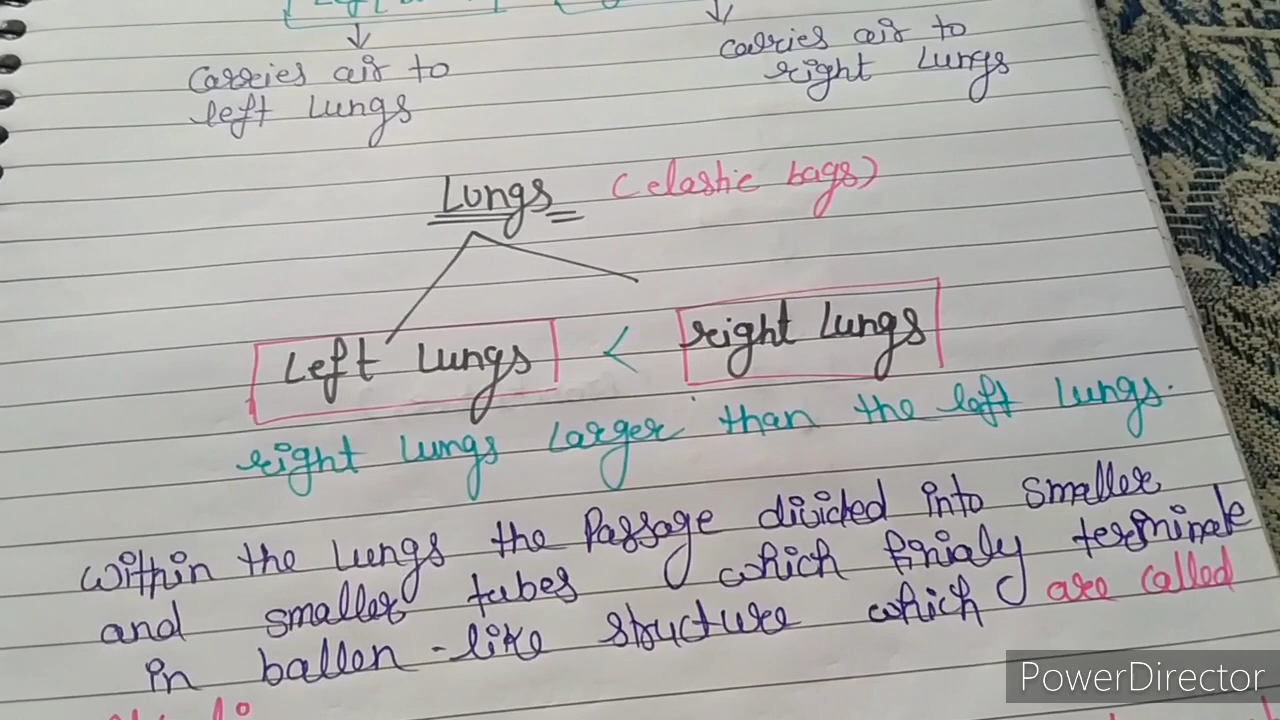 carries air to
left lungs
carries air to
right lungs
Lungs (elastic bags)
Left lungs < right lungs
right lungs larger than the left lungs.
within the lungs the Passage divided into smaller
and smaller tubes which finialy terminate
in ballon-like structure which are called
PowerDirector